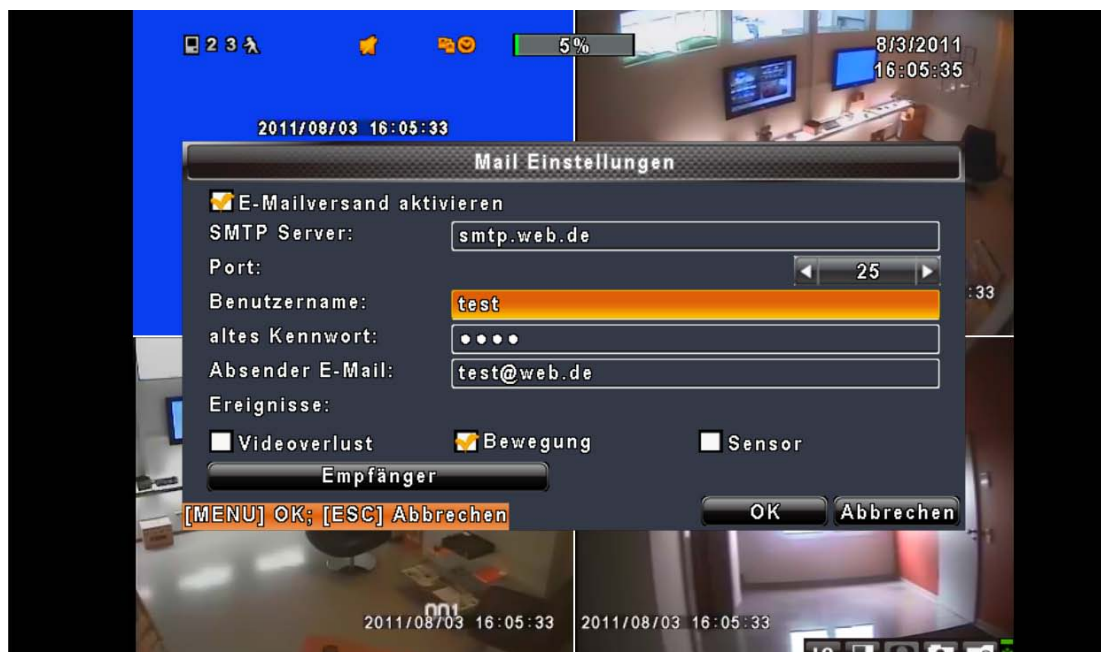 2 3
5%
8/3/2011
16:05:35
2011/08/03 16:05:33
Mail Einstellungen
E-Mailversand aktivieren
SMTP Server: smtp.web.de
Port: 25
:33
Benutzername: test
altes Kennwort: ●●●●
Absender E-Mail: test@web.de
Ereignisse:
Videoverlust Bewegung Sensor
Empfänger
[MENU] OK; [ESC] Abbrechen
OK Abbrechen
001
2011/08/03 16:05:33
2011/08/03 16:05:33